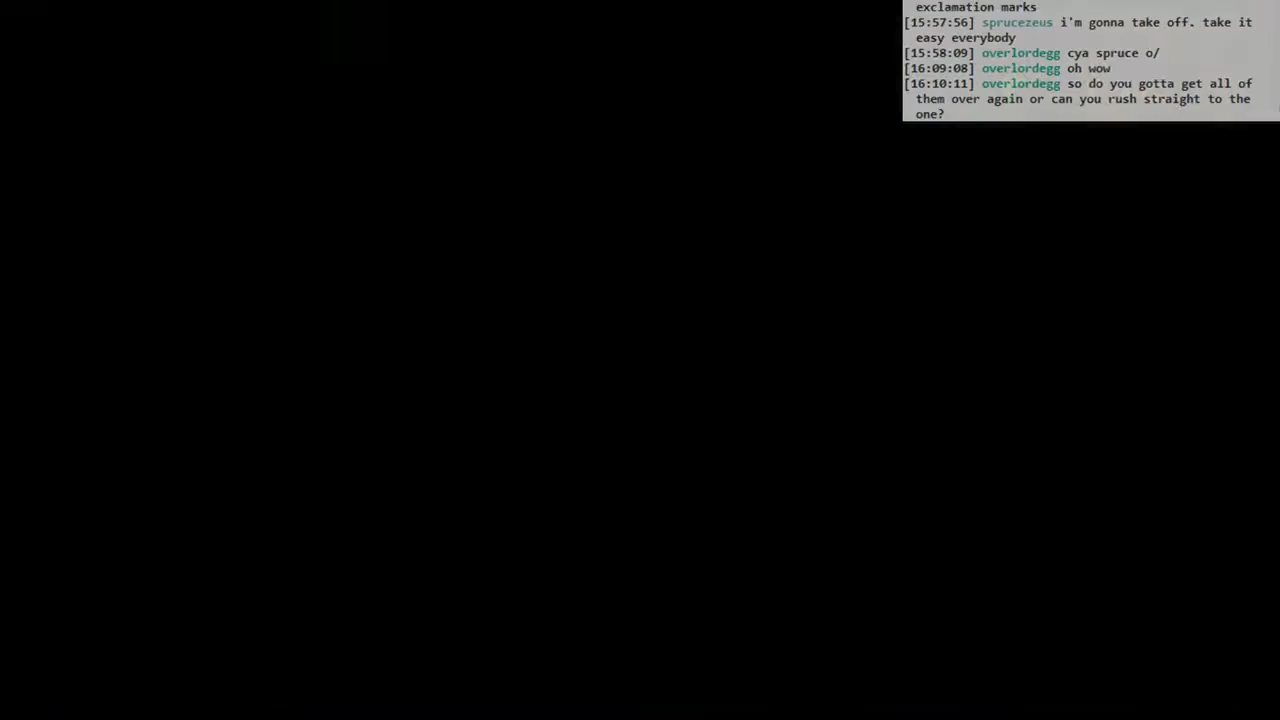 exclamation marks
[15:57:56] sprucezeus i'm gonna take off. take it
easy everybody
[15:58:09] overlordegg cya spruce o/
[16:09:08] overlordegg oh wow
[16:10:11] overlordegg so do you gotta get all of
them over again or can you rush straight to the
one?